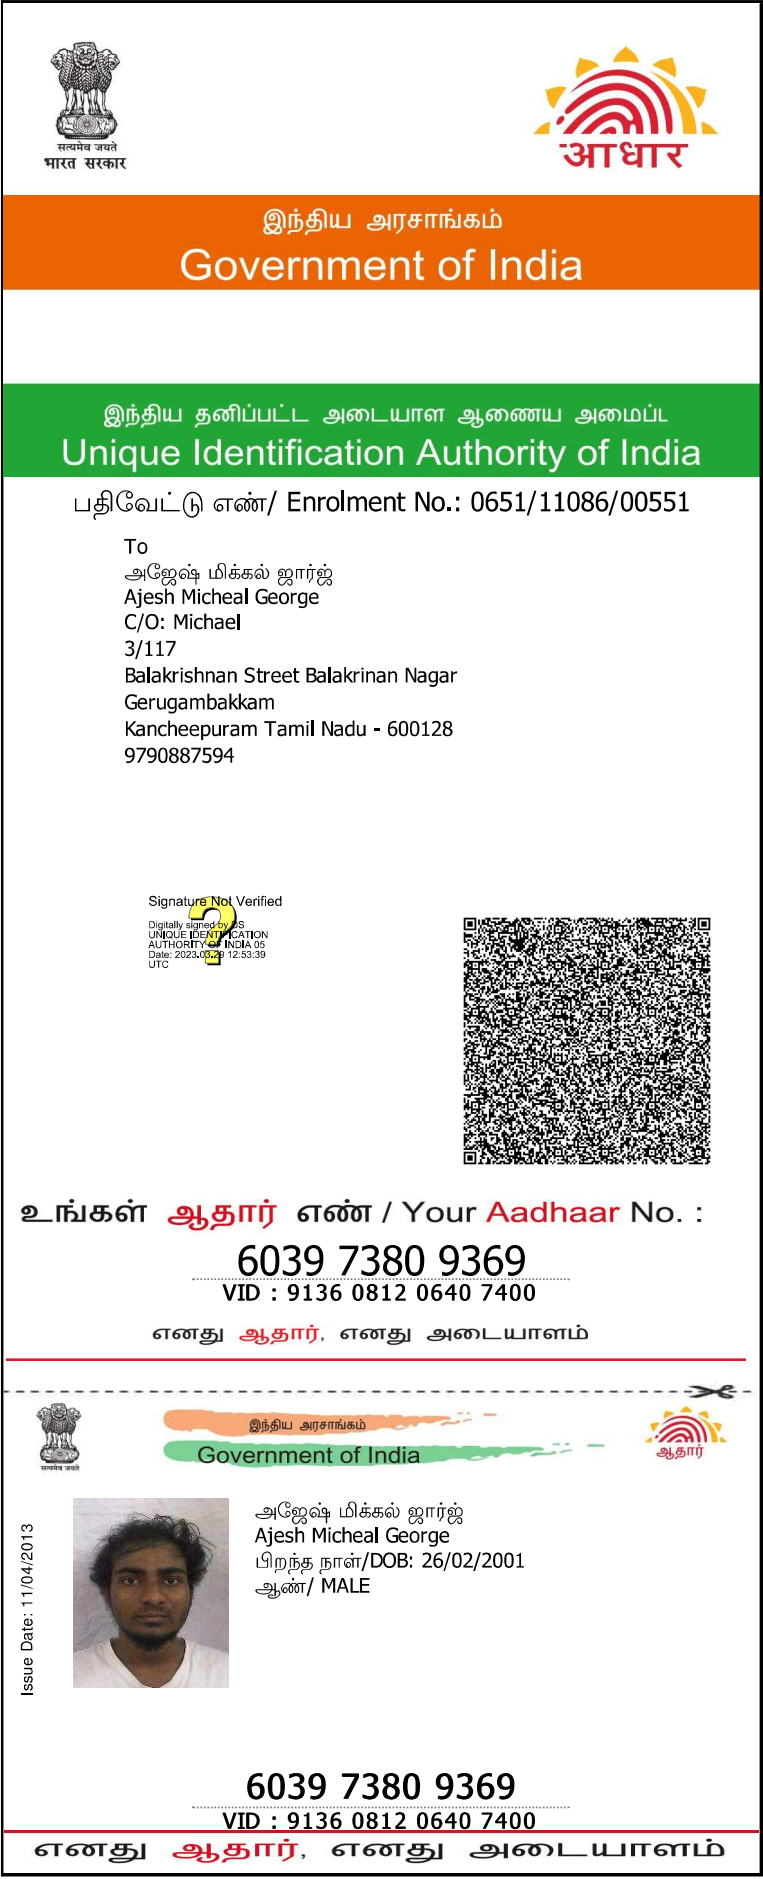 सत्यमेव जयते
भारत सरकार
आधार
இந்திய அரசாங்கம்
Government of India
இந்திய தனிப்பட்ட அடையாள ஆணைய அமைப்ட
Unique Identification Authority of India
பதிவேட்டு எண்/ Enrolment No.: 0651/11086/00551
To
அஜேஷ் மிக்கல் ஜார்ஜ்
Ajesh Micheal George
C/O: Michael
3/117
Balakrishnan Street Balakrinan Nagar
Gerugambakkam
Kancheepuram Tamil Nadu - 600128
9790887594
Signature Not Verified
Digitally signed by DS
UNIQUE IDENTIFICATION
AUTHORITY OF INDIA 05
Date: 2023.03.29 12:53:39
UTC
உங்கள் ஆதார் எண் / Your Aadhaar No. :
6039 7380 9369
VID : 9136 0812 0640 7400
எனது ஆதார், எனது அடையாளம்
सत्यमेव जयते
இந்திய அரசாங்கம்
Government of India
ஆதார்
Issue Date: 11/04/2013
அஜேஷ் மிக்கல் ஜார்ஜ்
Ajesh Micheal George
பிறந்த நாள்/DOB: 26/02/2001
ஆண்/ MALE
6039 7380 9369
VID : 9136 0812 0640 7400
எனது ஆதார், எனது அடையாளம்